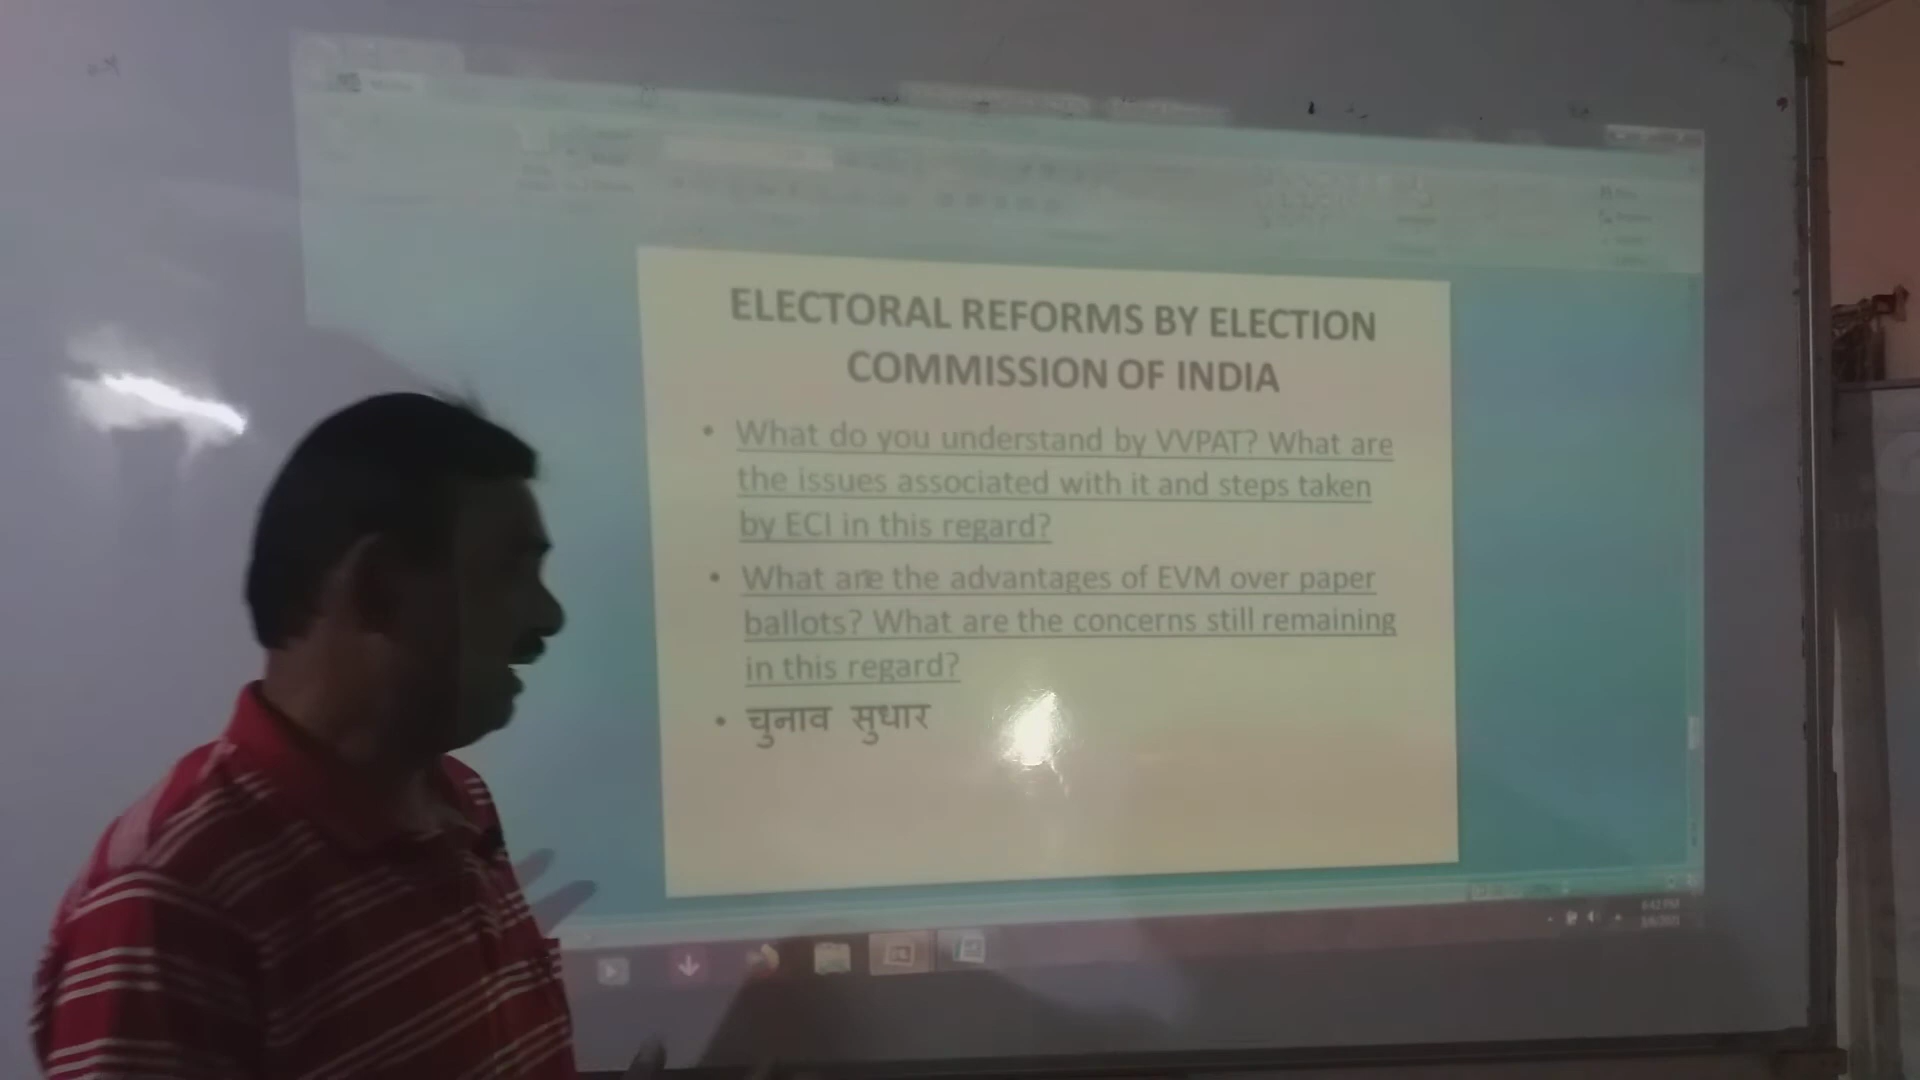 ELECTORAL REFORMS BY ELECTION
COMMISSION OF INDIA
• What do you understand by VVPAT? What are
the issues associated with it and steps taken
by ECI in this regard?
• What are the advantages of EVM over paper
ballots? What are the concerns still remaining
in this regard?
• चुनाव सुधार